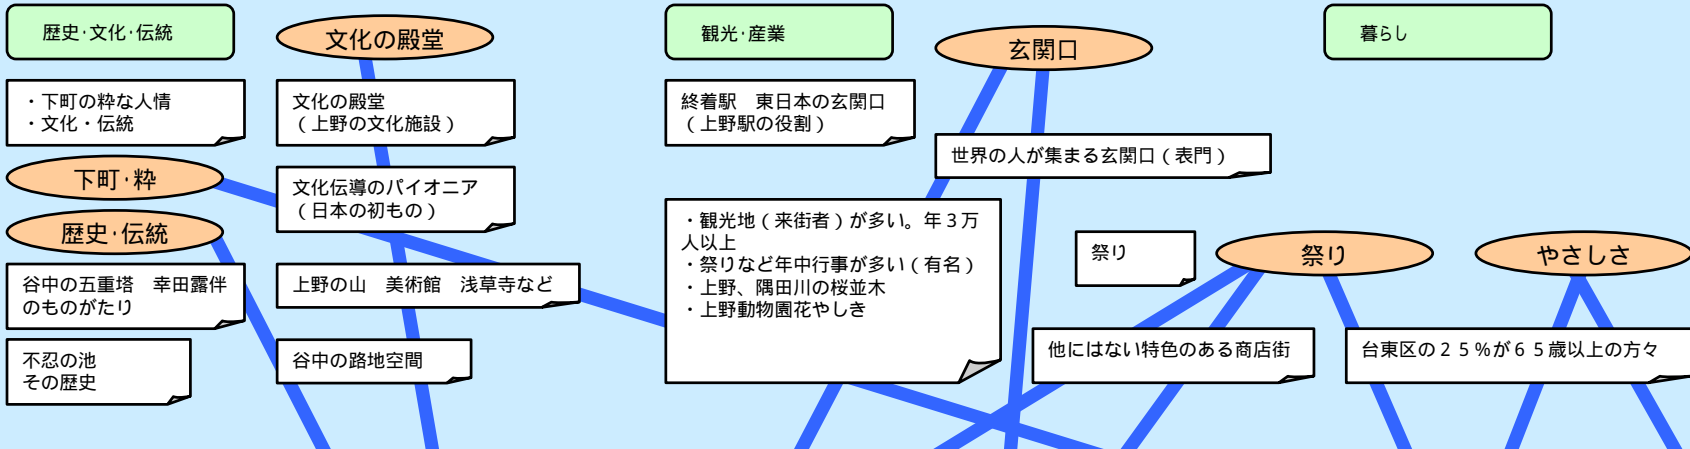 歴史･文化･伝統
文化の殿堂
観光･産業
玄関口
暮らし
・下町の粋な人情
・文化・伝統
文化の殿堂
（上野の文化施設）
終着駅　東日本の玄関口
（上野駅の役割）
世界の人が集まる玄関口（表門）
下町･粋
文化伝導のパイオニア
（日本の初もの）
歴史･伝統
・観光地（来街者）が多い。年３万
人以上
・祭りなど年中行事が多い（有名）
・上野、隅田川の桜並木
・上野動物園花やしき
祭り
祭り
やさしさ
谷中の五重塔　幸田露伴
のものがたり
上野の山　美術館　浅草寺など
不忍の池
その歴史
谷中の路地空間
他にはない特色のある商店街
台東区の２５％が６５歳以上の方々